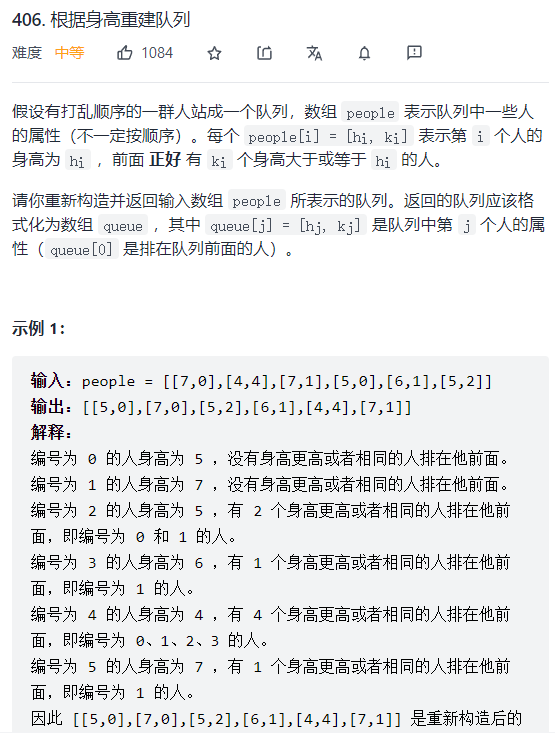 406. 根据身高重建队列
难度 中等 1084
假设有打乱顺序的一群人站成一个队列，数组 people 表示队列中一些人
的属性（不一定按顺序）。每个 people[i] = [hi, ki] 表示第 i 个人的
身高为 hi ，前面 正好 有 ki 个身高大于或等于 hi 的人。
请你重新构造并返回输入数组 people 所表示的队列。返回的队列应该格
式化为数组 queue ，其中 queue[j] = [hj, kj] 是队列中第 j 个人的属
性（queue[0] 是排在队列前面的人）。
示例 1：
输入：people = [[7,0],[4,4],[7,1],[5,0],[6,1],[5,2]]
输出：[[5,0],[7,0],[5,2],[6,1],[4,4],[7,1]]
解释：
编号为 0 的人身高为 5 ，没有身高更高或者相同的人排在他前面。
编号为 1 的人身高为 7 ，没有身高更高或者相同的人排在他前面。
编号为 2 的人身高为 5 ，有 2 个身高更高或者相同的人排在他前
面，即编号为 0 和 1 的人。
编号为 3 的人身高为 6 ，有 1 个身高更高或者相同的人排在他前
面，即编号为 1 的人。
编号为 4 的人身高为 4 ，有 4 个身高更高或者相同的人排在他前
面，即编号为 0、1、2、3 的人。
编号为 5 的人身高为 7 ，有 1 个身高更高或者相同的人排在他前
面，即编号为 1 的人。
因此 [[5,0],[7,0],[5,2],[6,1],[4,4],[7,1]] 是重新构造后的